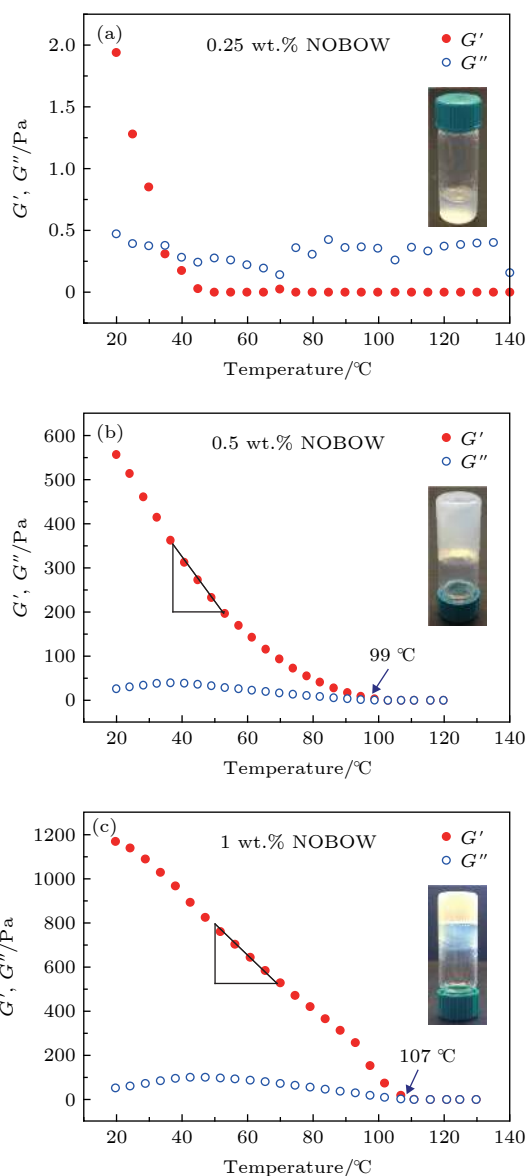 (a)
0.25 wt.% NOBOW
G′
G″
2.0
1.5
1.0
0.5
0
G′, G″/Pa
20 40 60 80 100 120 140
Temperature/℃
(b)
0.5 wt.% NOBOW
G′
G″
600
500
400
300
200
100
0
G′, G″/Pa
99 ℃
20 40 60 80 100 120 140
Temperature/℃
(c)
1 wt.% NOBOW
G′
G″
1200
1000
800
600
400
200
0
G′, G″/Pa
107 ℃
20 40 60 80 100 120 140
Temperature/℃